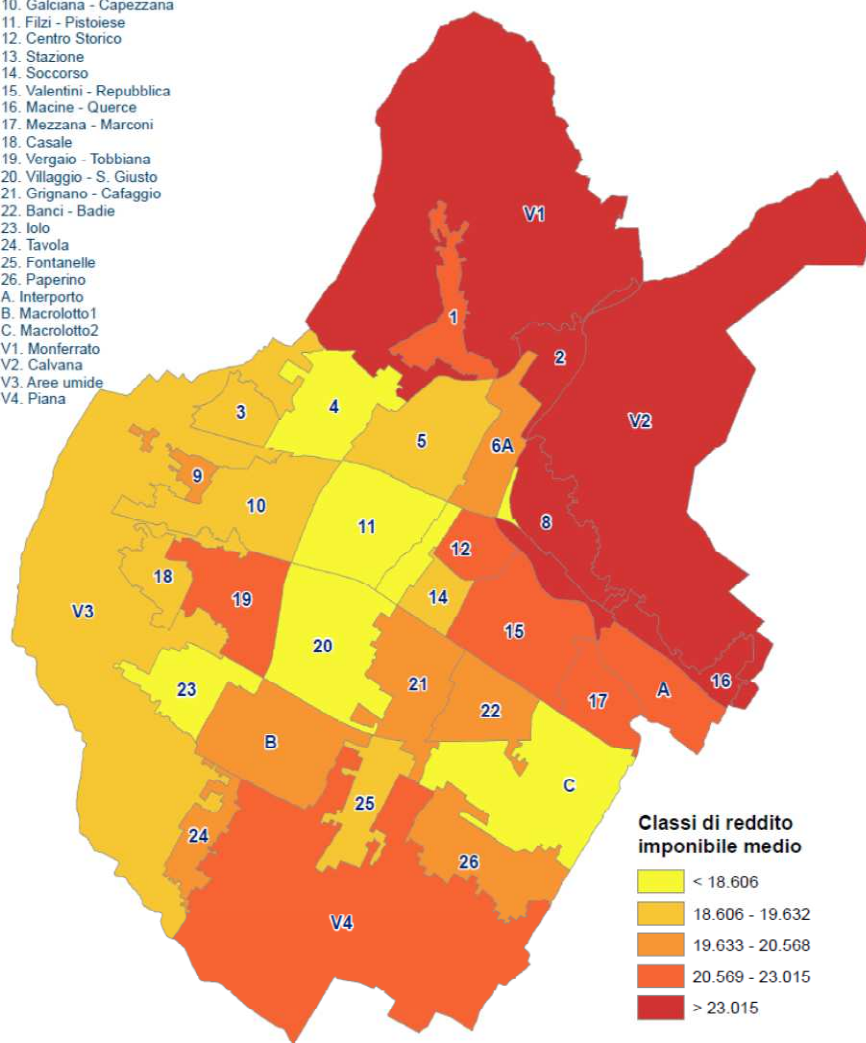 10. Galciana - Capezzana
11. Filzi - Pistoiese
12. Centro Storico
13. Stazione
14. Soccorso
15. Valentini - Repubblica
16. Macine - Querce
17. Mezzana - Marconi
18. Casale
19. Vergaio - Tobbiana
20. Villaggio - S. Giusto
21. Grignano - Cafaggio
22. Banci - Badie
23. Iolo
24. Tavola
25. Fontanelle
26. Paperino
A. Interporto
B. Macrolotto1
C. Macrolotto2
V1. Monferrato
V2. Calvana
V3. Aree umide
V4. Piana
V1
1
2
3
4
5
6A
V2
9
10
11
8
12
18
19
14
V3
20
15
23
21
22
17
A
16
B
C
25
24
26
V4
Classi di reddito
imponibile medio
< 18.606
18.606 - 19.632
19.633 - 20.568
20.569 - 23.015
> 23.015